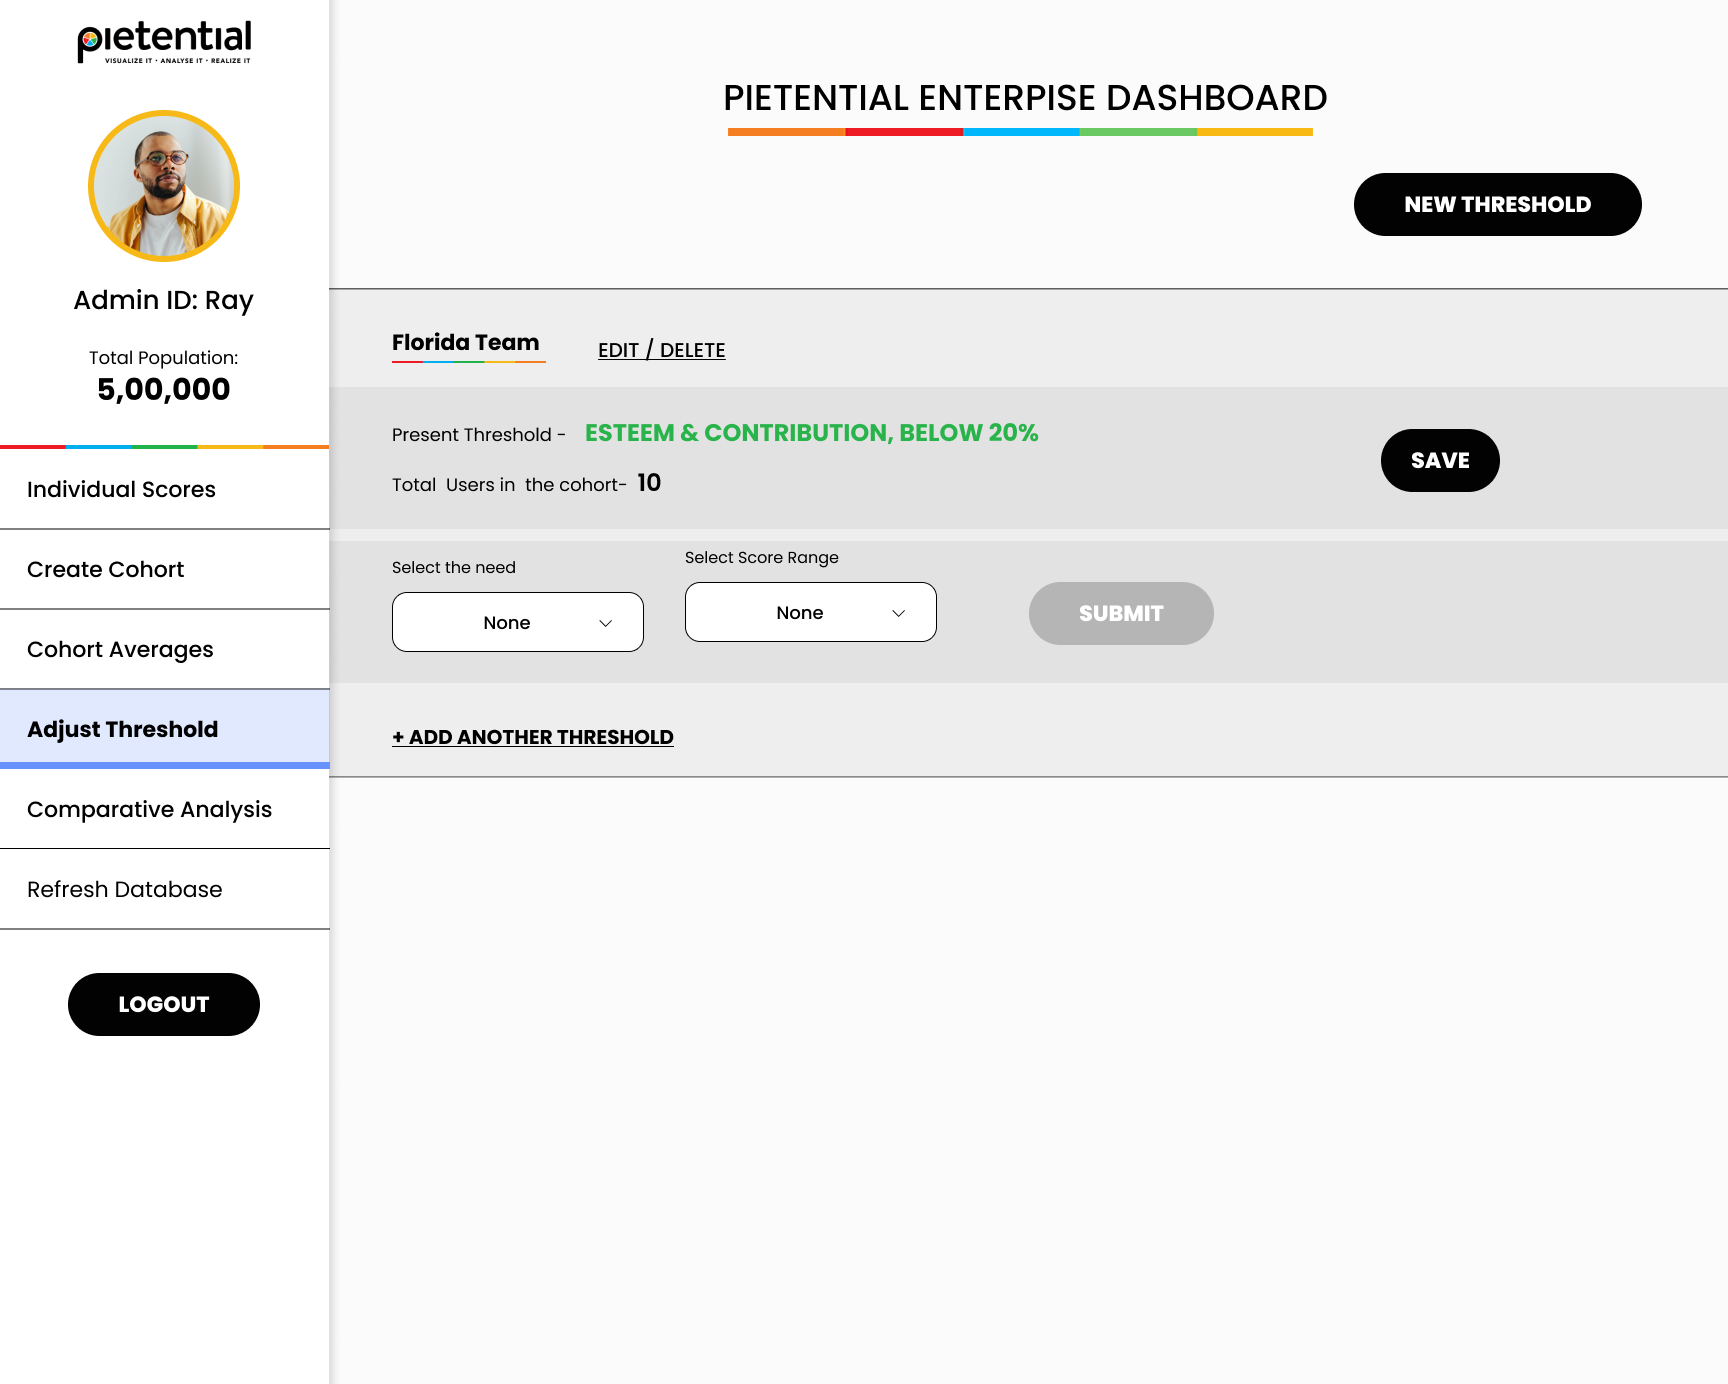 pietential
VISUALIZE IT • ANALYSE IT • REALIZE IT
Admin ID: Ray
Total Population:
5,00,000
Individual Scores
Create Cohort
Cohort Averages
Adjust Threshold
Comparative Analysis
Refresh Database
LOGOUT
PIETENTIAL ENTERPISE DASHBOARD
NEW THRESHOLD
Florida Team
EDIT / DELETE
Present Threshold - ESTEEM & CONTRIBUTION, BELOW 20%
Total Users in the cohort- 10
SAVE
Select the need
Select Score Range
None
None
SUBMIT
+ ADD ANOTHER THRESHOLD